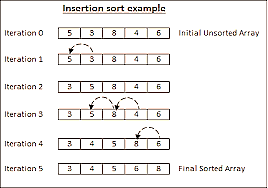 Insertion sort example
Iteration 0 5 3 8 4 6 Initial Unsorted Array
Iteration 1 5 3 8 4 6
Iteration 2 3 5 8 4 6
Iteration 3 3 5 8 4 6
Iteration 4 3 4 5 8 6
Iteration 5 3 4 5 6 8 Final Sorted Array